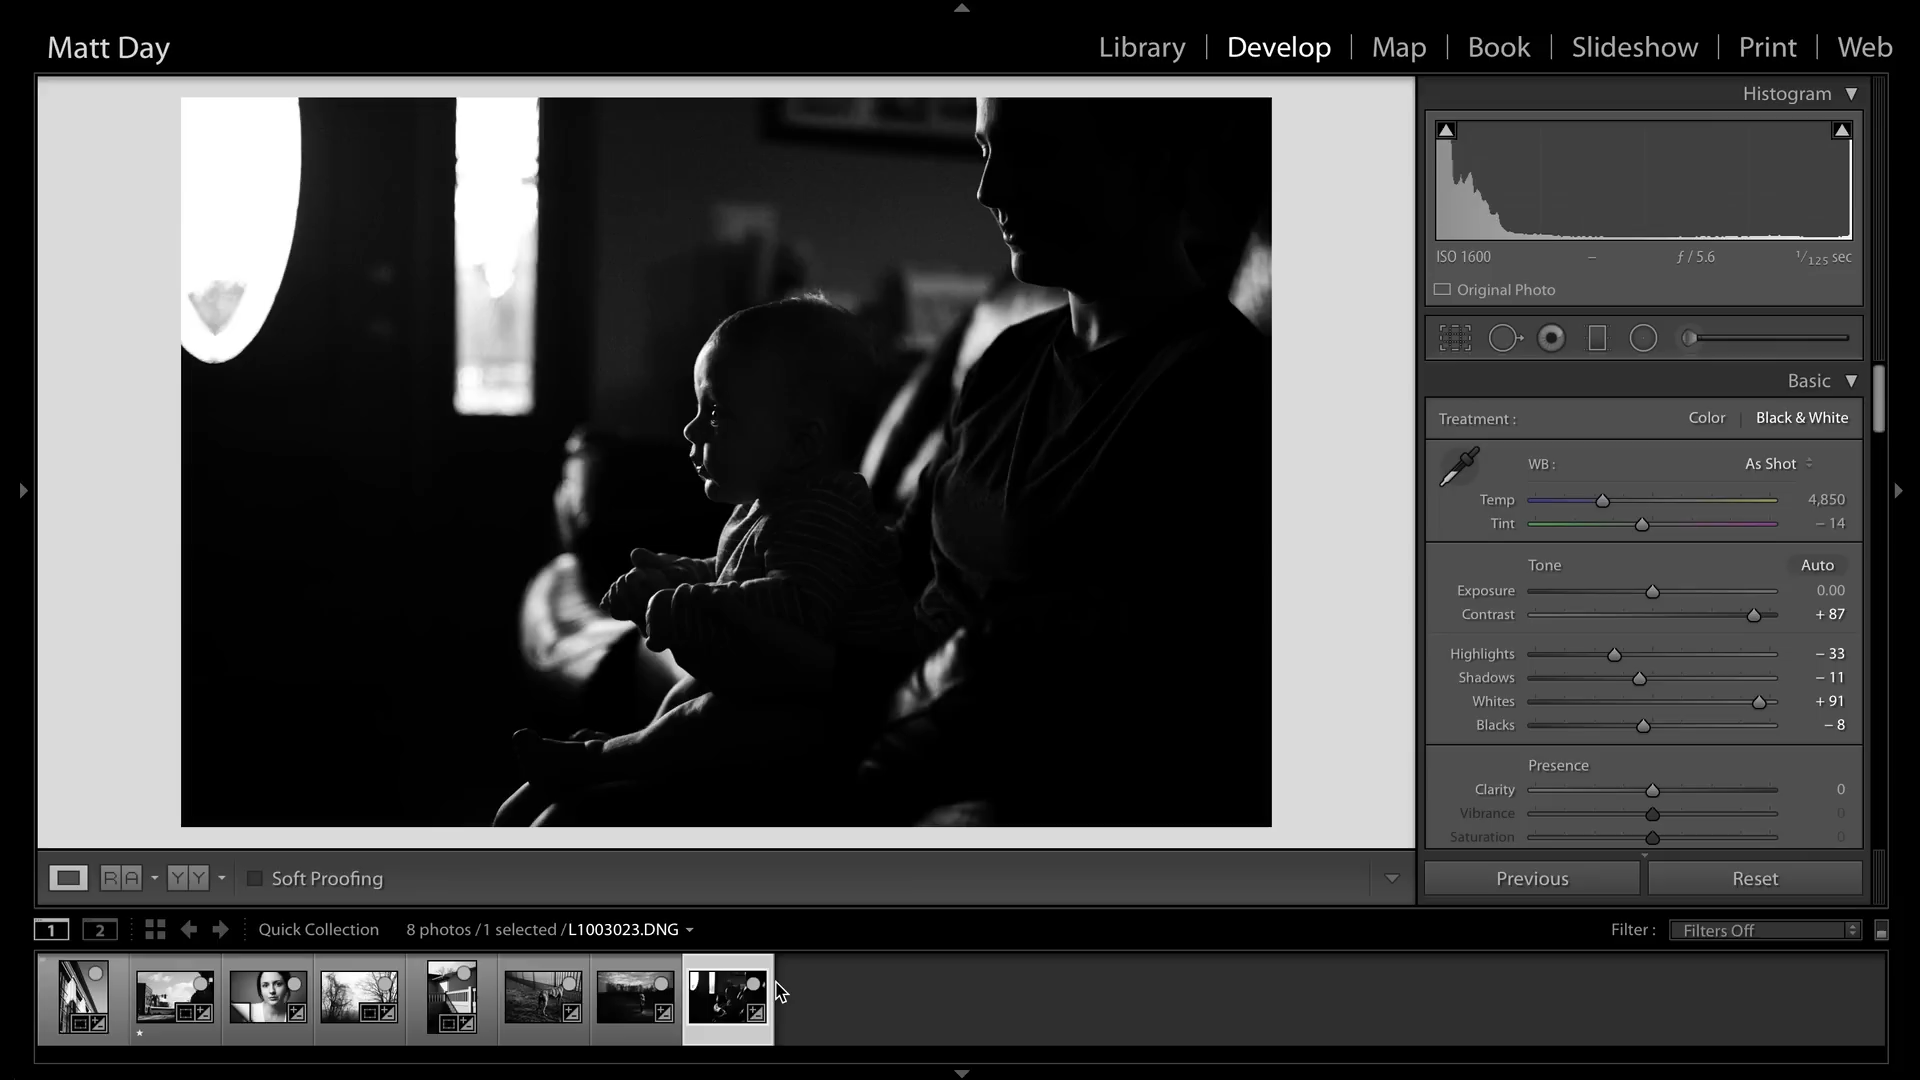 Matt Day
Library | Develop | Map | Book | Slideshow | Print | Web
Histogram
ISO 1600 – ƒ / 5.6 1/125 sec
Original Photo
Basic
Treatment : Color | Black & White
WB : As Shot
Temp 4,850
Tint – 14
Tone Auto
Exposure 0.00
Contrast + 87
Highlights – 33
Shadows – 11
Whites + 91
Blacks – 8
Presence
Clarity 0
Vibrance 0
Saturation 0
R A Y Y Soft Proofing
Previous Reset
1 2 Quick Collection 8 photos / 1 selected / L1003023.DNG Filter : Filters Off